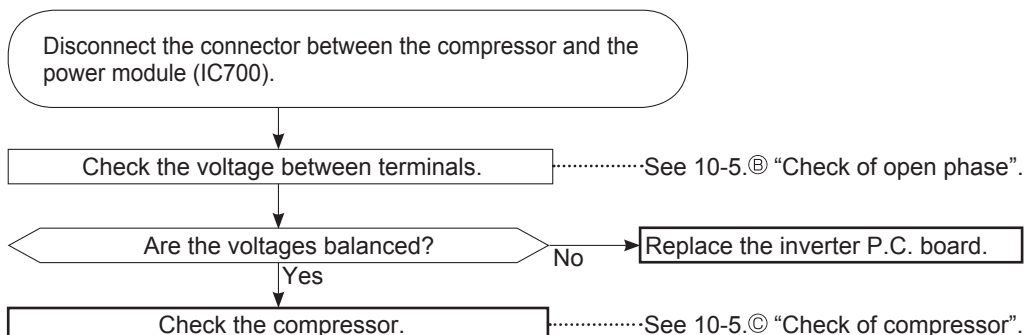 Disconnect the connector between the compressor and the
power module (IC700).
Check the voltage between terminals.
See 10-5.Ⓑ “Check of open phase”.
Are the voltages balanced?
No
Replace the inverter P.C. board.
Yes
Check the compressor.
See 10-5.Ⓒ “Check of compressor”.